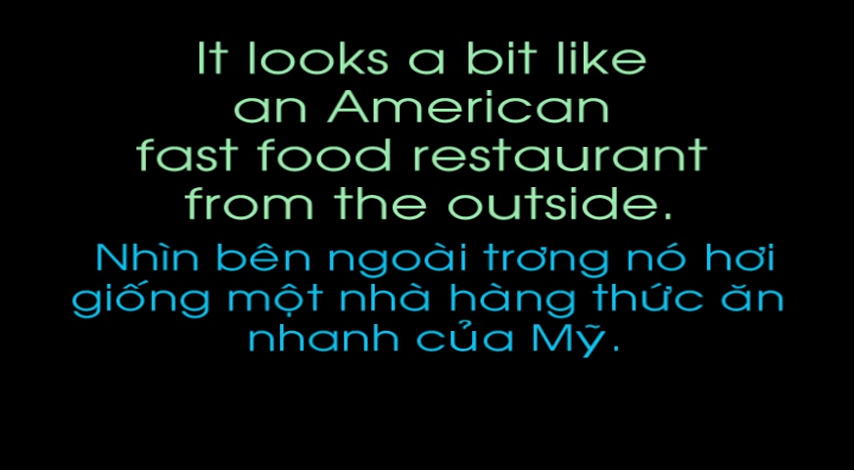 It looks a bit like
an American
fast food restaurant
from the outside.
Nhìn bên ngoài trơng nó hơi
giống một nhà hàng thức ăn
nhanh của Mỹ.